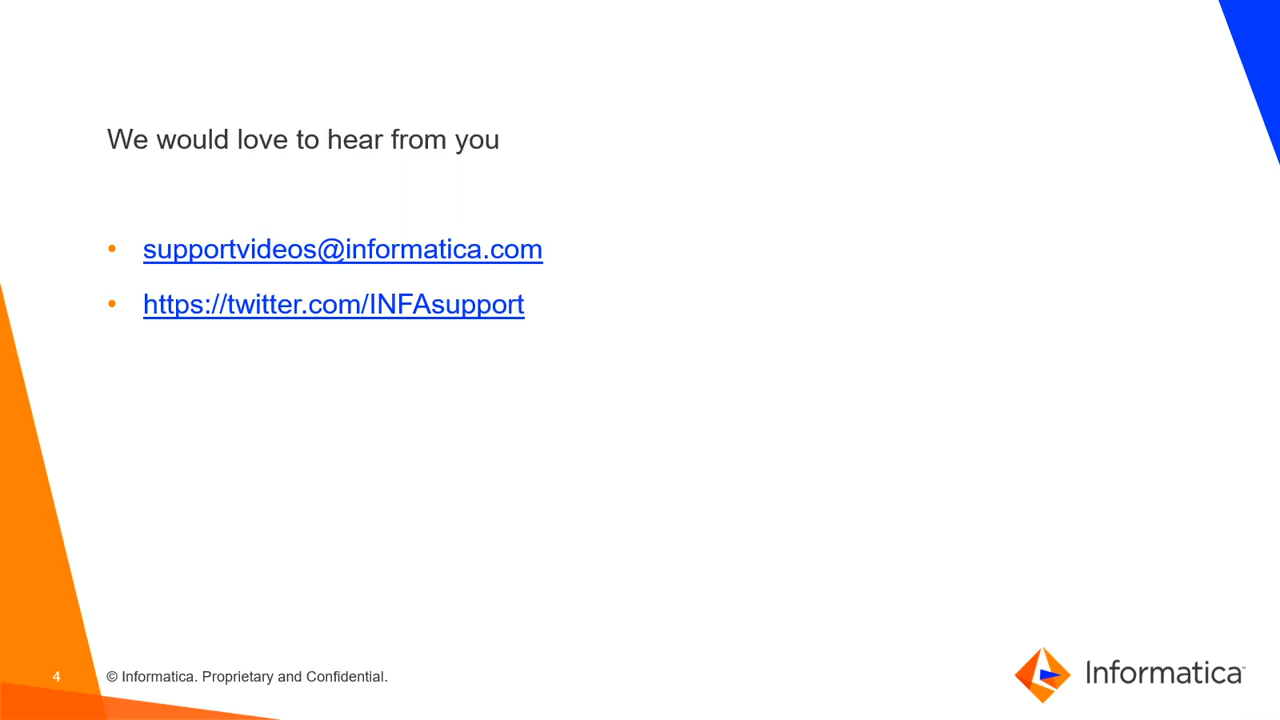 We would love to hear from you
• supportvideos@informatica.com
• https://twitter.com/INFAsupport
4 © Informatica. Proprietary and Confidential.
Informatica™